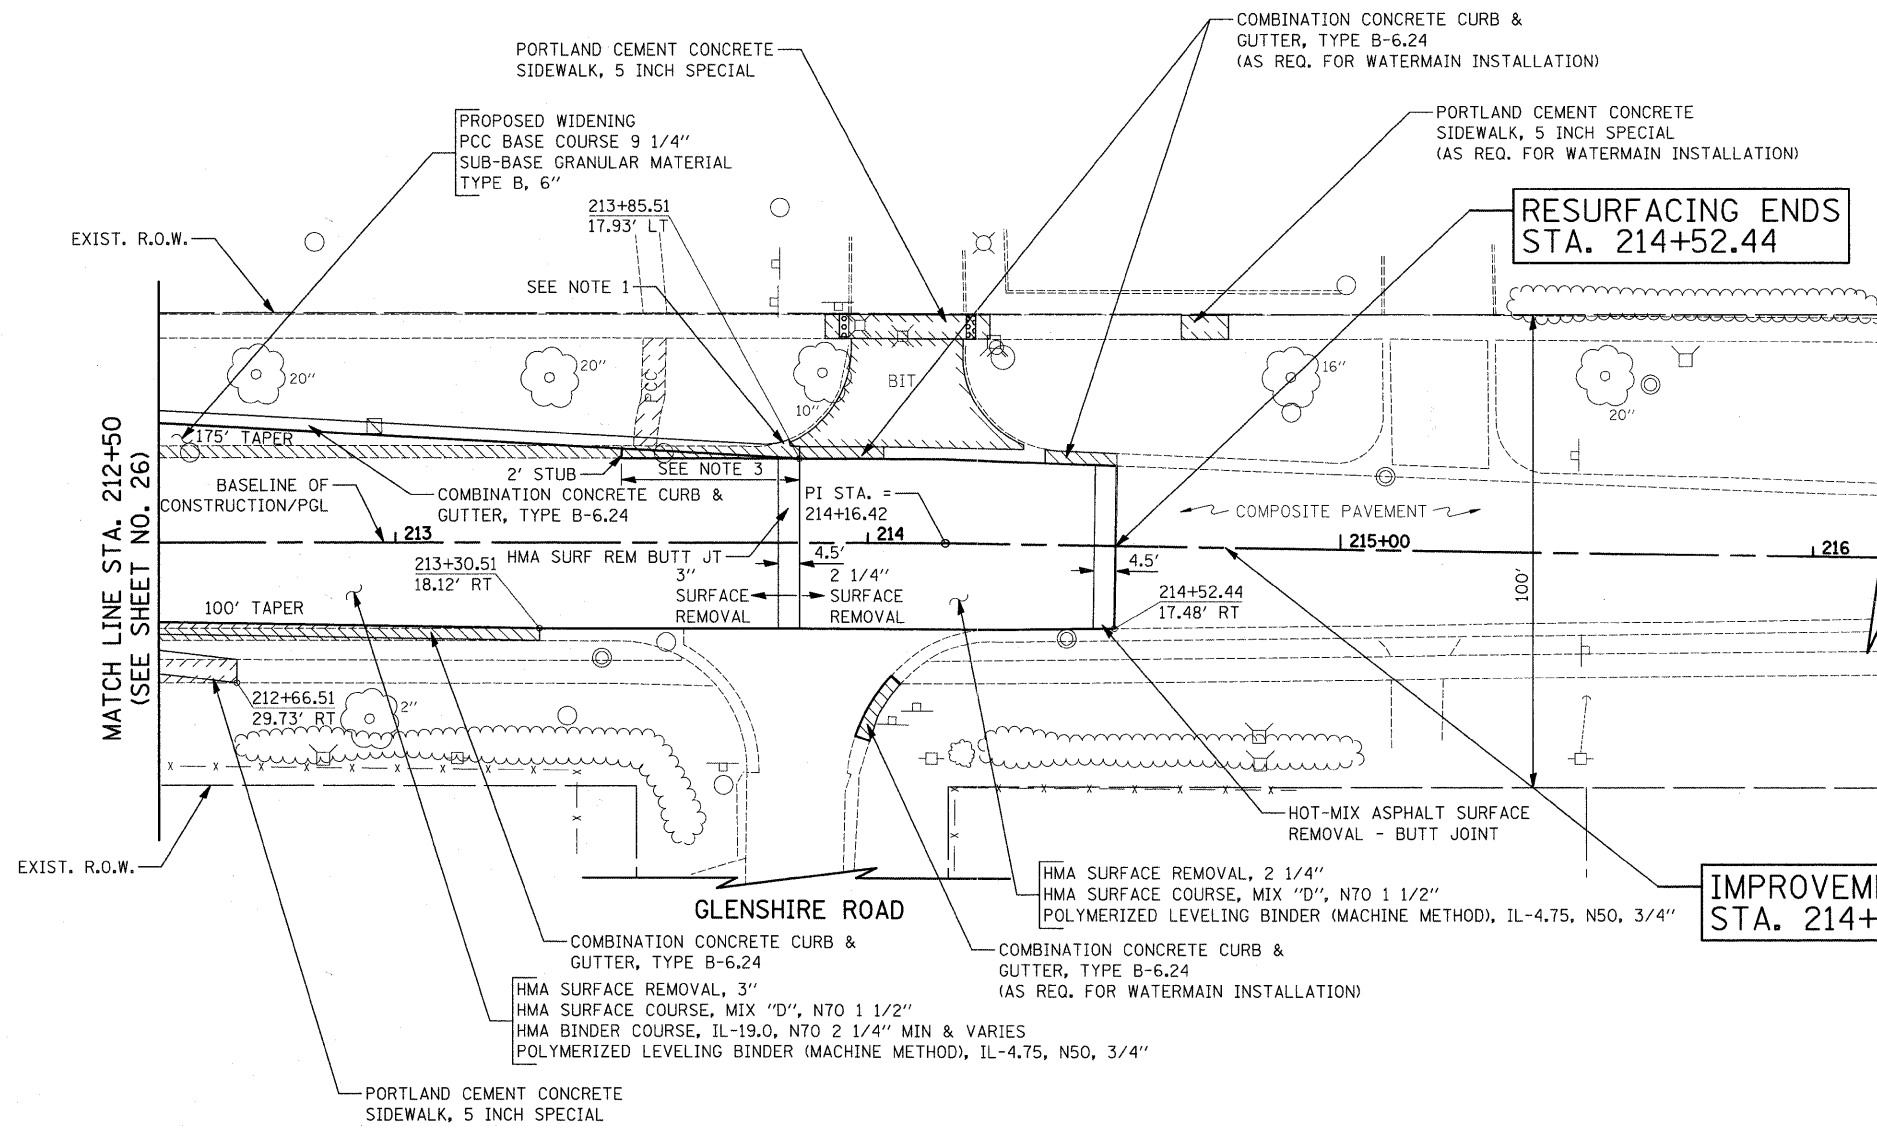 COMBINATION CONCRETE CURB &
GUTTER, TYPE B-6.24
(AS REQ. FOR WATERMAIN INSTALLATION)
PORTLAND CEMENT CONCRETE
SIDEWALK, 5 INCH SPECIAL
PORTLAND CEMENT CONCRETE
SIDEWALK, 5 INCH SPECIAL
(AS REQ. FOR WATERMAIN INSTALLATION)
PROPOSED WIDENING
PCC BASE COURSE 9 1/4"
SUB-BASE GRANULAR MATERIAL
TYPE B, 6"
RESURFACING ENDS
STA. 214+52.44
213+85.51
17.93' LT
EXIST. R.O.W.
SEE NOTE 1
20"
20"
PCC
10"
BIT
16"
20"
MATCH LINE STA. 212+50
(SEE SHEET NO. 26)
175' TAPER
2' STUB
SEE NOTE 3
BASELINE OF
CONSTRUCTION/PGL
COMBINATION CONCRETE CURB &
GUTTER, TYPE B-6.24
PI STA. =
214+16.42
COMPOSITE PAVEMENT
213
214
215+00
216
HMA SURF REM BUTT JT
4.5'
4.5'
213+30.51
18.12' RT
3"
SURFACE
REMOVAL
2 1/4"
SURFACE
REMOVAL
214+52.44
17.48' RT
100'
100' TAPER
212+66.51
29.73' RT
2"
X X X X X X X X X
X
X X X X X X
X
HOT-MIX ASPHALT SURFACE
REMOVAL - BUTT JOINT
EXIST. R.O.W.
GLENSHIRE ROAD
HMA SURFACE REMOVAL, 2 1/4"
HMA SURFACE COURSE, MIX "D", N70 1 1/2"
POLYMERIZED LEVELING BINDER (MACHINE METHOD), IL-4.75, N50, 3/4"
IMPROVEM
STA. 214+
COMBINATION CONCRETE CURB &
GUTTER, TYPE B-6.24
COMBINATION CONCRETE CURB &
GUTTER, TYPE B-6.24
(AS REQ. FOR WATERMAIN INSTALLATION)
HMA SURFACE REMOVAL, 3"
HMA SURFACE COURSE, MIX "D", N70 1 1/2"
HMA BINDER COURSE, IL-19.0, N70 2 1/4" MIN & VARIES
POLYMERIZED LEVELING BINDER (MACHINE METHOD), IL-4.75, N50, 3/4"
PORTLAND CEMENT CONCRETE
SIDEWALK, 5 INCH SPECIAL